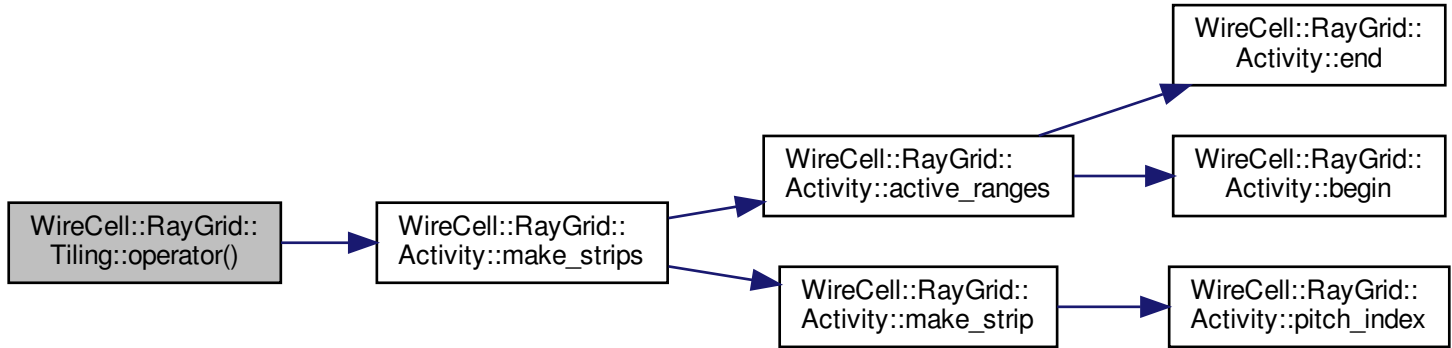 WireCell::RayGrid::
Tiling::operator()
WireCell::RayGrid::
Activity::make_strips
WireCell::RayGrid::
Activity::active_ranges
WireCell::RayGrid::
Activity::end
WireCell::RayGrid::
Activity::begin
WireCell::RayGrid::
Activity::make_strip
WireCell::RayGrid::
Activity::pitch_index